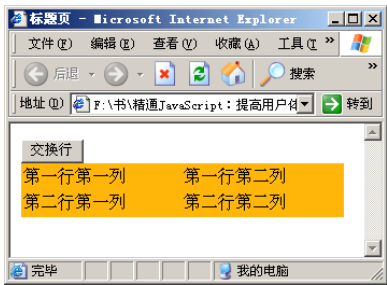 标题页 - Microsoft Internet Explorer
文件(F) 编辑(E) 查看(V) 收藏(A) 工具(T »
后退 搜索 »
地址(D) F:\书\精通JavaScript：提高用户体 转到
交换行
第一行第一列 第一行第二列
第二行第一列 第二行第二列
完毕 我的电脑